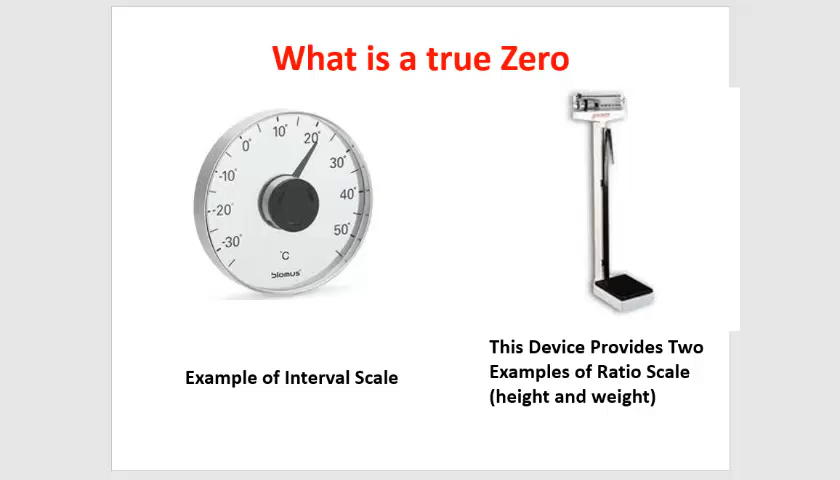 What is a true Zero
0°
10°
20°
30°
-10°
40°
-20°
50°
-30°
°C
blomus®
Example of Interval Scale
This Device Provides Two
Examples of Ratio Scale
(height and weight)